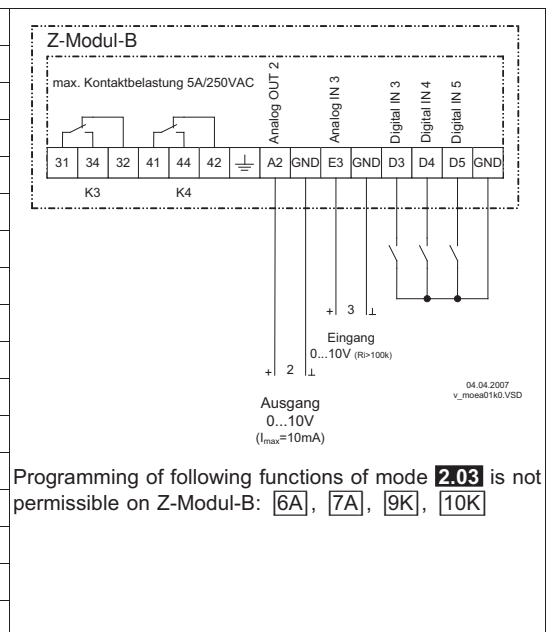 Z-Modul-B
max. Kontaktbelastung 5A/250VAC
Analog OUT 2
Analog IN 3
Digital IN 3
Digital IN 4
Digital IN 5
31 34 32 41 44 42 A2 GND E3 GND D3 D4 D5 GND
K3 K4
+ 3 ⊥
Eingang
0...10V (Ri>100k)
+ 2 ⊥
04.04.2007
v_moea01k0.VSD
Ausgang
0...10V
(Imax=10mA)
Programming of following functions of mode 2.03 is not
permissible on Z-Modul-B: 6A, 7A, 9K, 10K